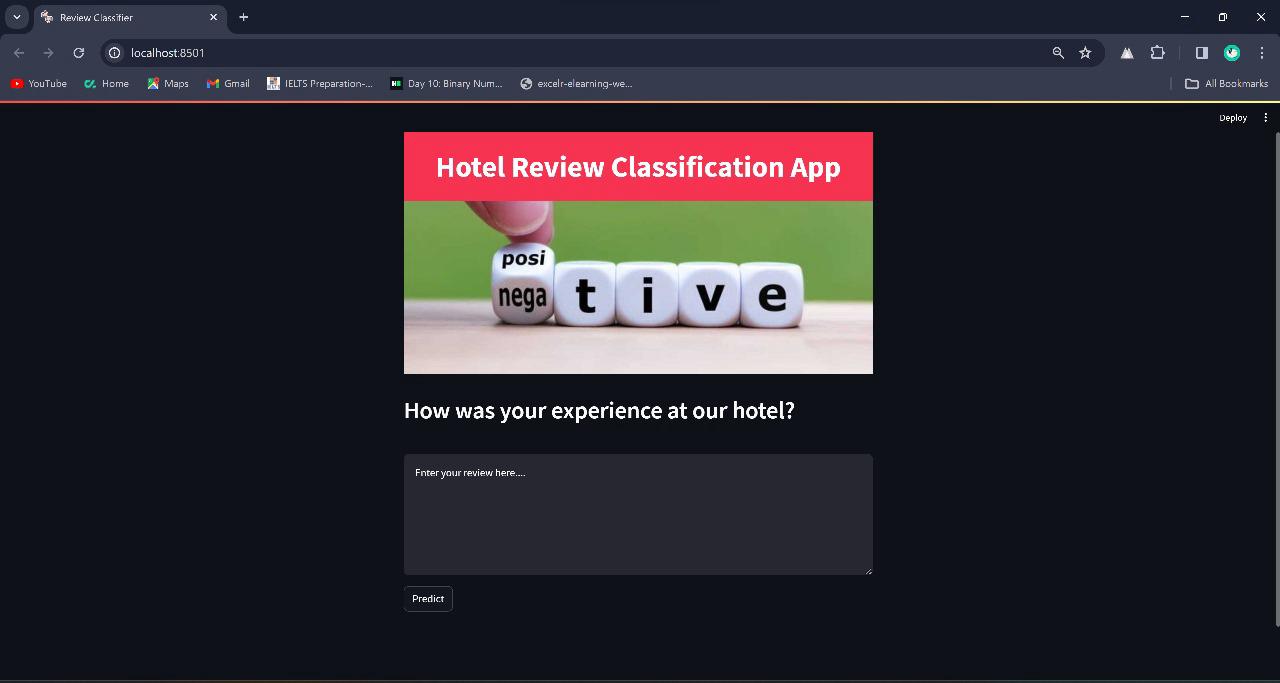 Review Classifier
localhost:8501
YouTube Home Maps Gmail IELTS Preparation-... Day 10: Binary Num... excelr-elearning-we... All Bookmarks
Deploy
Hotel Review Classification App
posi
nega t i v e
How was your experience at our hotel?
Enter your review here....
Predict